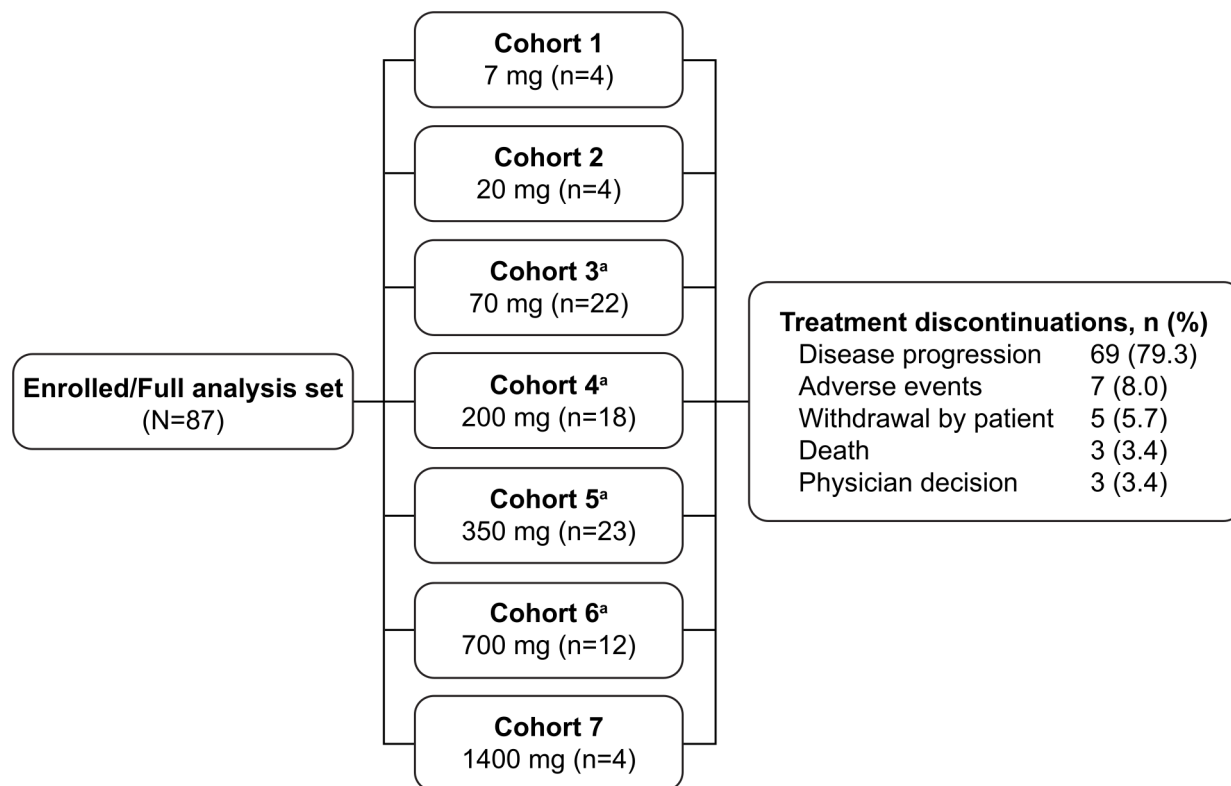 Enrolled/Full analysis set
(N=87)
Cohort 1
7 mg (n=4)
Cohort 2
20 mg (n=4)
Cohort 3ᵃ
70 mg (n=22)
Cohort 4ᵃ
200 mg (n=18)
Cohort 5ᵃ
350 mg (n=23)
Cohort 6ᵃ
700 mg (n=12)
Cohort 7
1400 mg (n=4)
Treatment discontinuations, n (%)
Disease progression 69 (79.3)
Adverse events 7 (8.0)
Withdrawal by patient 5 (5.7)
Death 3 (3.4)
Physician decision 3 (3.4)